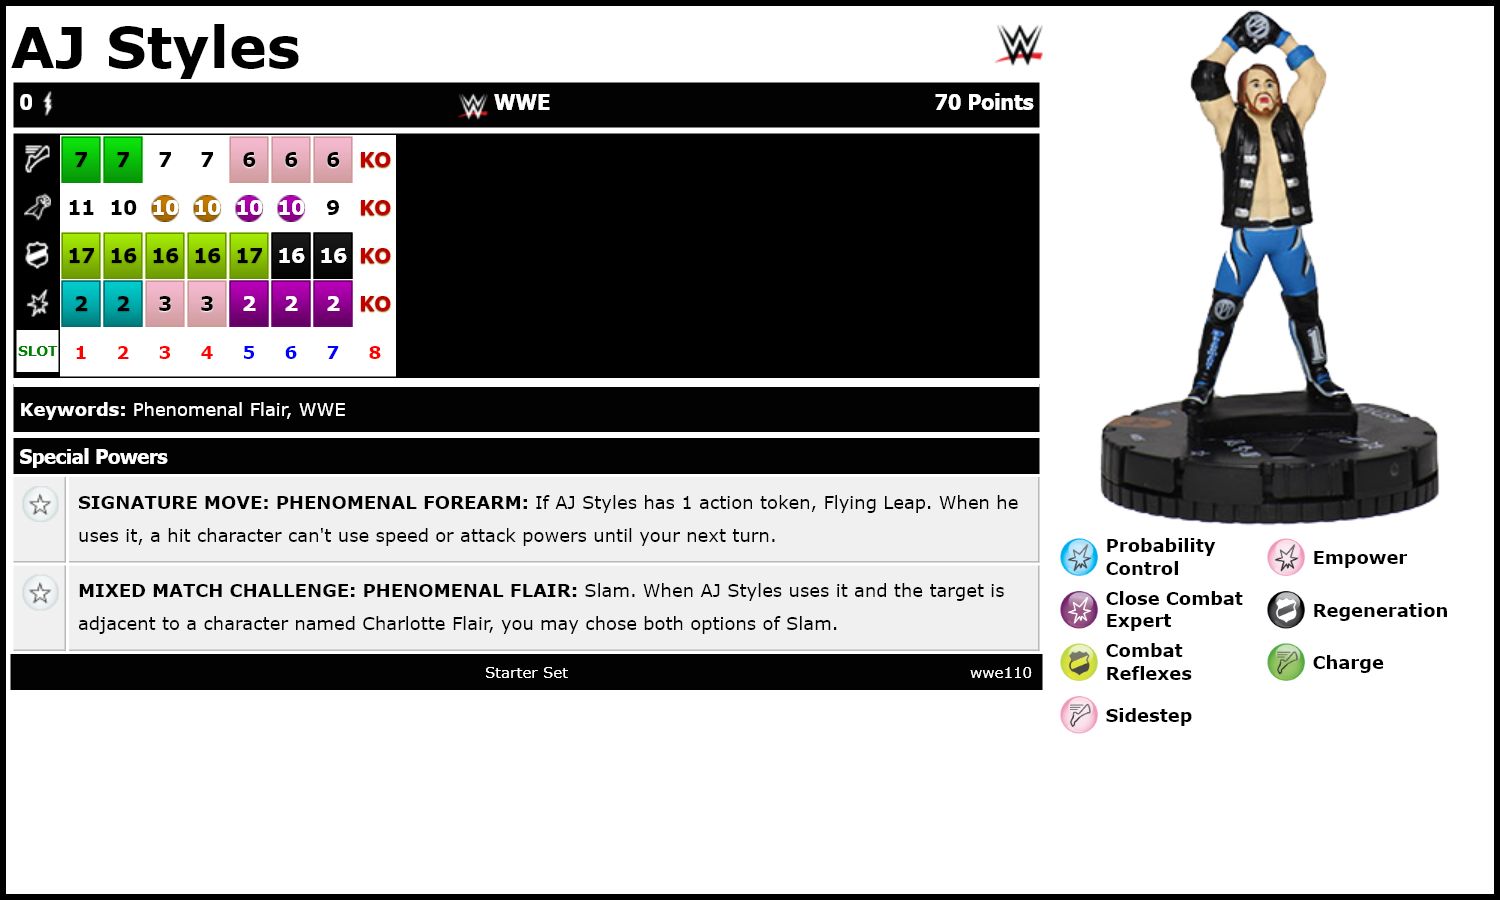 AJ Styles
0 WWE 70 Points
7 7 7 7 6 6 6 KO
11 10 10 10 10 10 9 KO
17 16 16 16 17 16 16 KO
2 2 3 3 2 2 2 KO
SLOT 1 2 3 4 5 6 7 8
Keywords: Phenomenal Flair, WWE
Special Powers
SIGNATURE MOVE: PHENOMENAL FOREARM: If AJ Styles has 1 action token, Flying Leap. When he
uses it, a hit character can't use speed or attack powers until your next turn.
MIXED MATCH CHALLENGE: PHENOMENAL FLAIR: Slam. When AJ Styles uses it and the target is
adjacent to a character named Charlotte Flair, you may chose both options of Slam.
Starter Set wwe110
Probability
Control
Empower
Close Combat
Expert
Regeneration
Combat
Reflexes
Charge
Sidestep